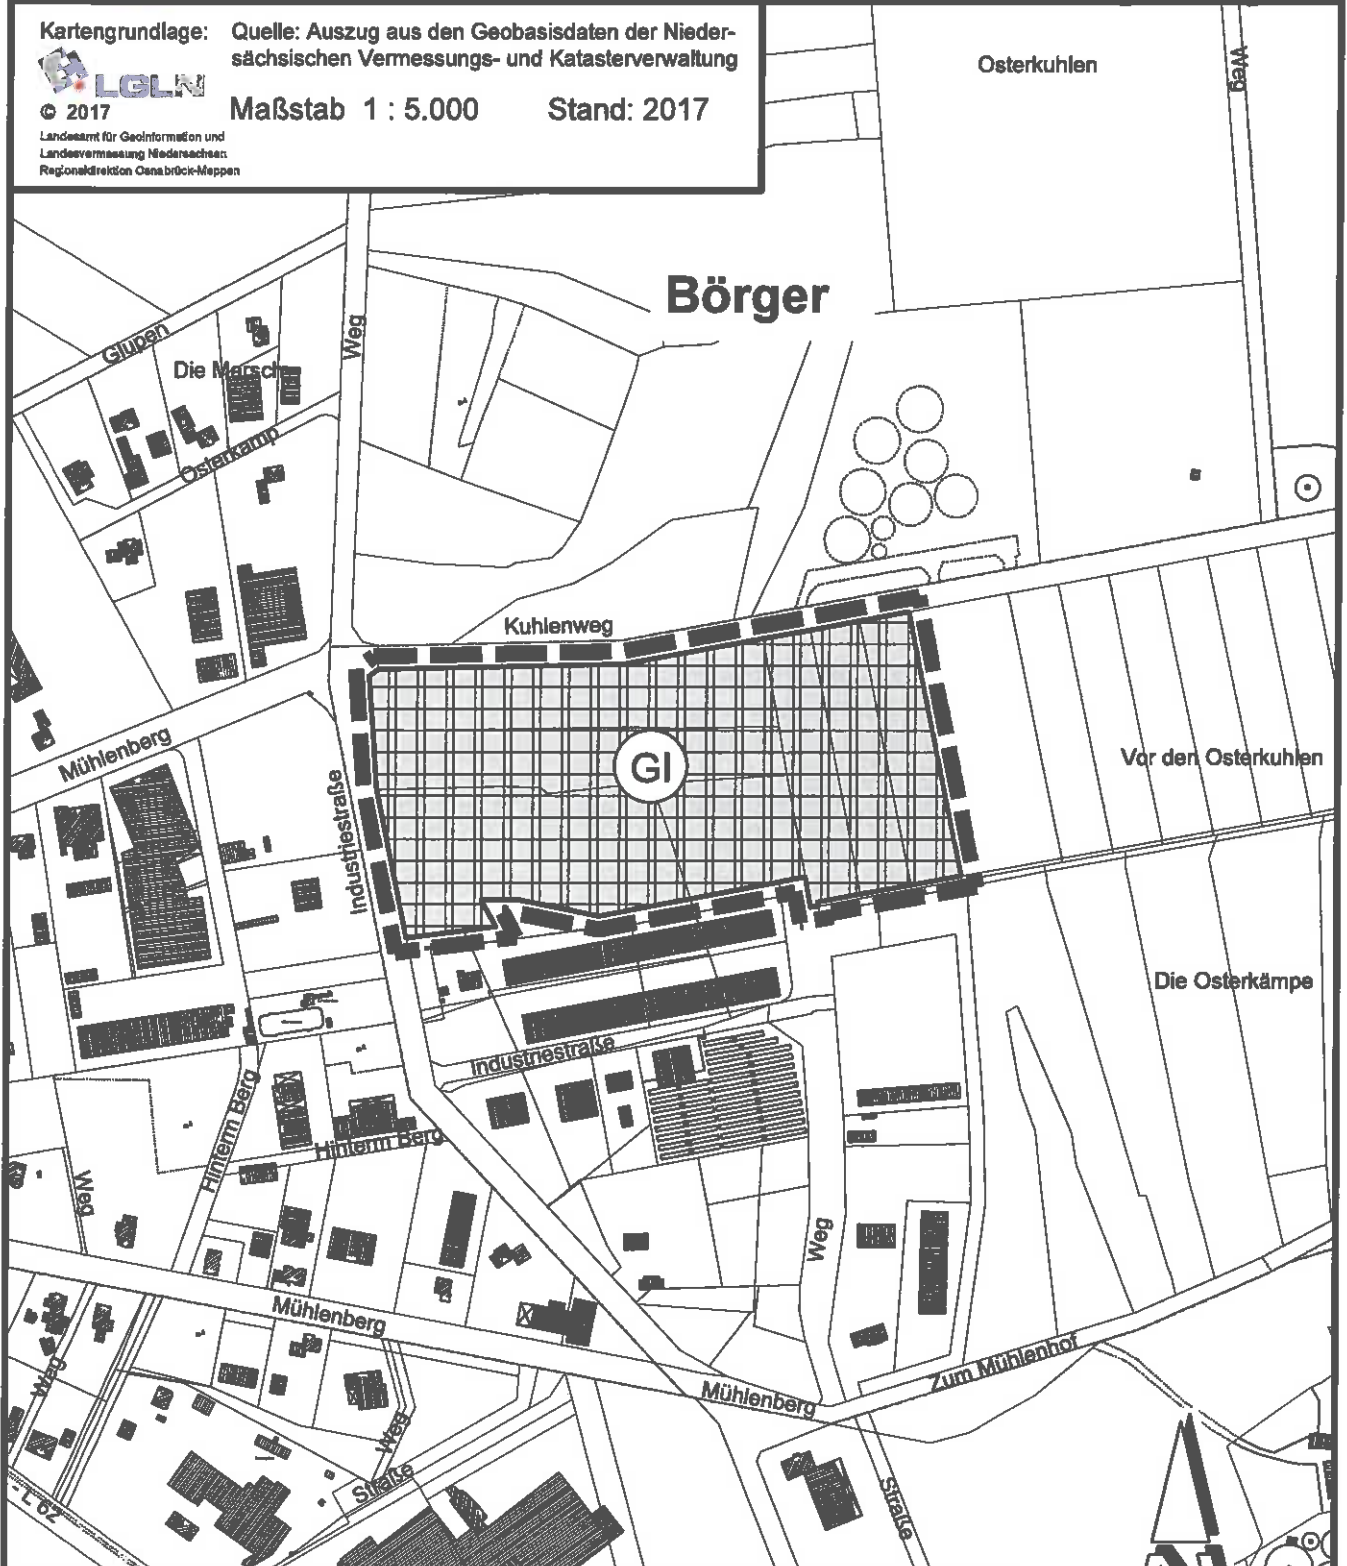 Kartengrundlage: Quelle: Auszug aus den Geobasisdaten der Nieder-
sächsischen Vermessungs- und Katasterverwaltung
LGLN
© 2017 Maßstab 1 : 5.000 Stand: 2017
Landesamt für Geoinformation und
Landesvermessung Niedersachsen
Regionaldirektion Osnabrück-Meppen
Osterkuhlen
Weg
Börger
Weg
Glupen
Die Marsch
Osterkamp
Kuhlenweg
Mühlenberg
GI
Vor den Osterkuhlen
Industriestraße
Die Osterkämpe
Industriestraße
Hinterm Berg
Hinterm Berg
Weg
Weg
Mühlenberg
Zum Mühlenhof
Weg
Mühlenberg
Weg
Straße
Straße